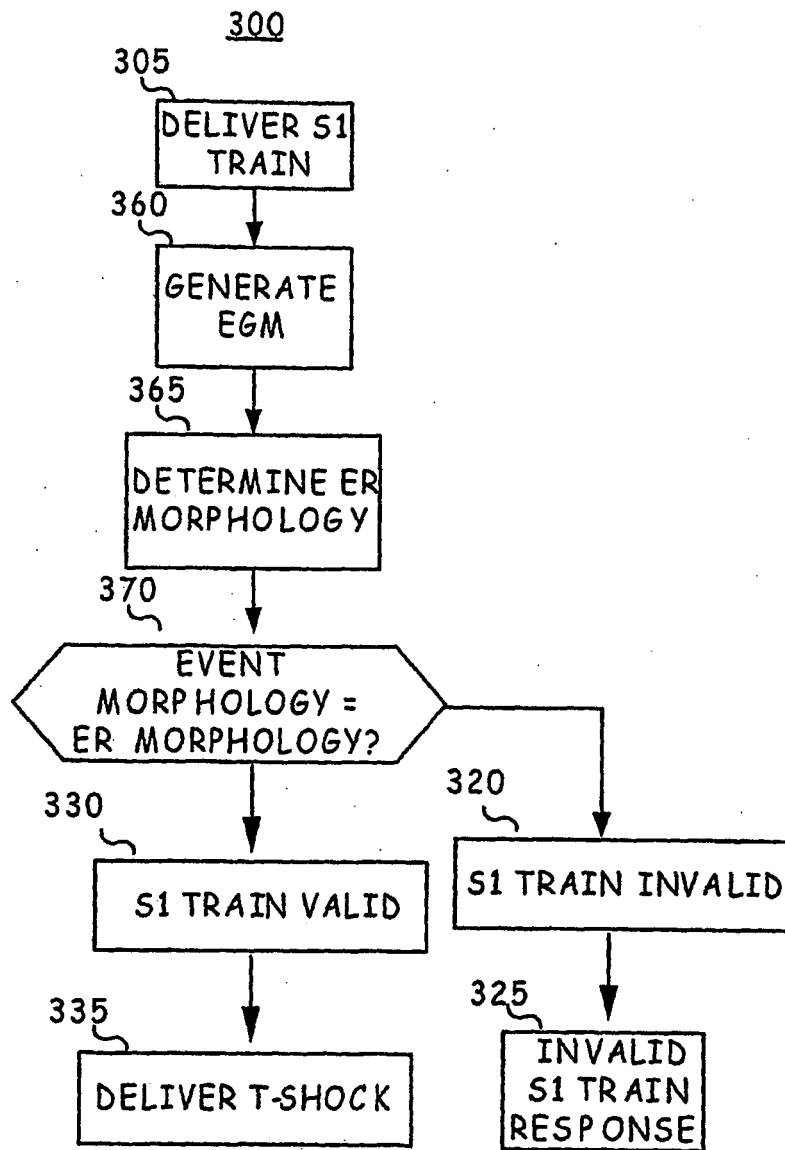 300
305
DELIVER S1
TRAIN
360
GENERATE
EGM
365
DETERMINE ER
MORPHOLOGY
370
EVENT
MORPHOLOGY =
ER MORPHOLOGY?
330
S1 TRAIN VALID
320
S1 TRAIN INVALID
335
DELIVER T-SHOCK
325
INVALID
S1 TRAIN
RESPONSE